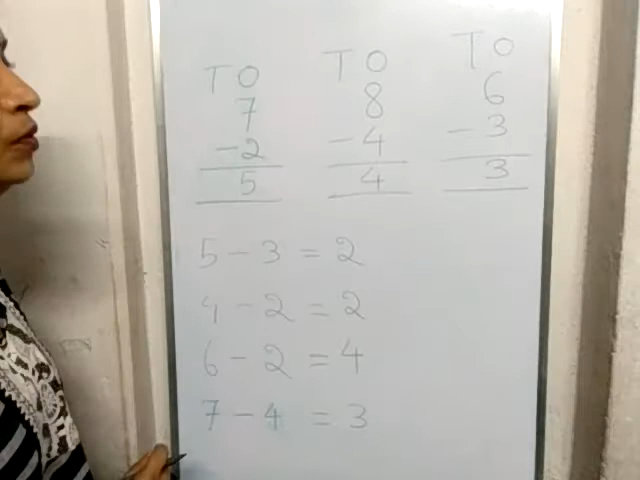 T O T O T O
7 8 6
-2 -4 -3
5 4 3
5 - 3 = 2
4 - 2 = 2
6 - 2 = 4
7 - 4 = 3